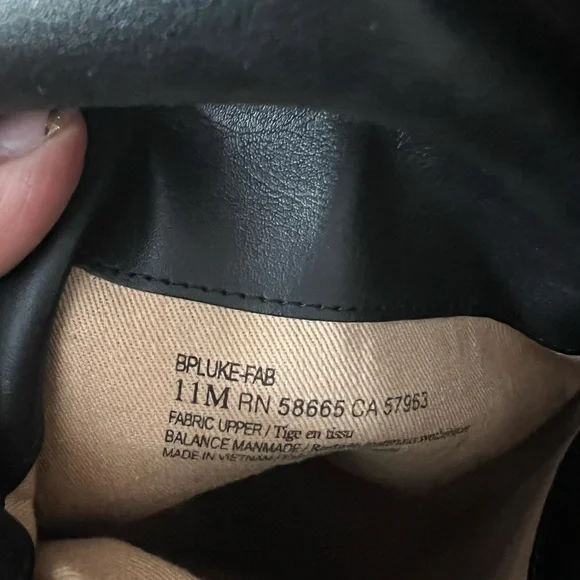 BPLUKE-FAB
11M RN 58665 CA 57963
FABRIC UPPER / Tige en tissu
BALANCE MANMADE /
MADE IN VIETNAM /